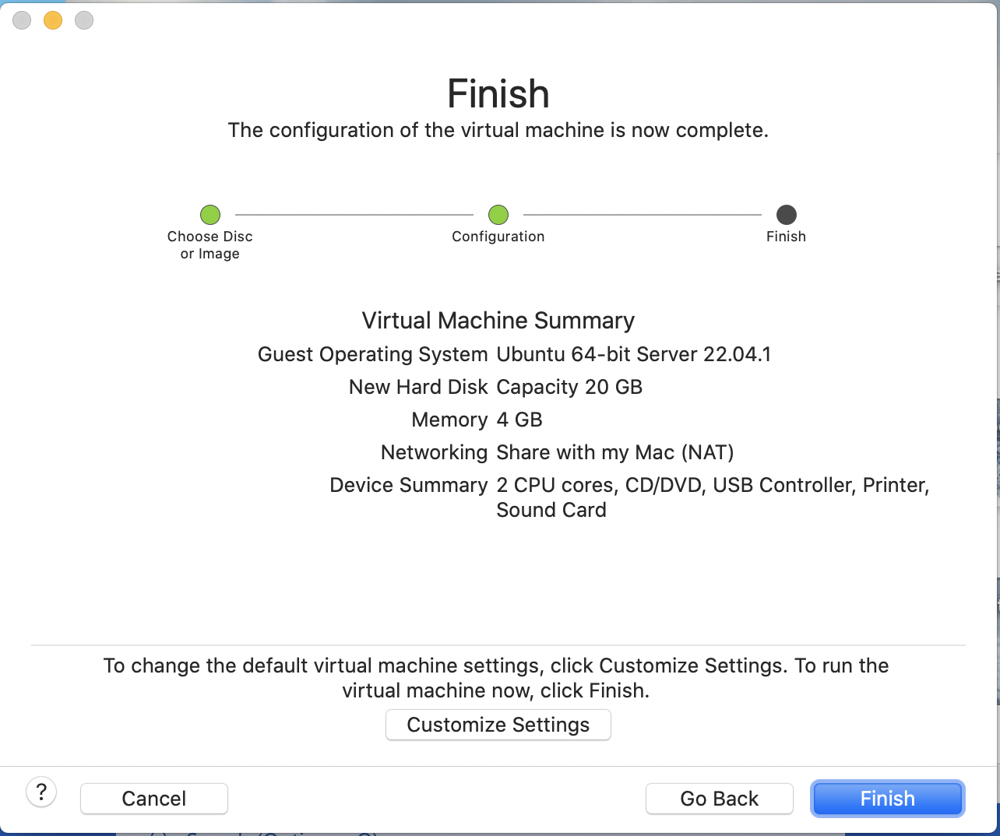 Finish
The configuration of the virtual machine is now complete.
Choose Disc
or Image
Configuration
Finish
Virtual Machine Summary
Guest Operating System Ubuntu 64-bit Server 22.04.1
New Hard Disk Capacity 20 GB
Memory 4 GB
Networking Share with my Mac (NAT)
Device Summary 2 CPU cores, CD/DVD, USB Controller, Printer,
Sound Card
To change the default virtual machine settings, click Customize Settings. To run the
virtual machine now, click Finish.
Customize Settings
?
Cancel
Go Back
Finish